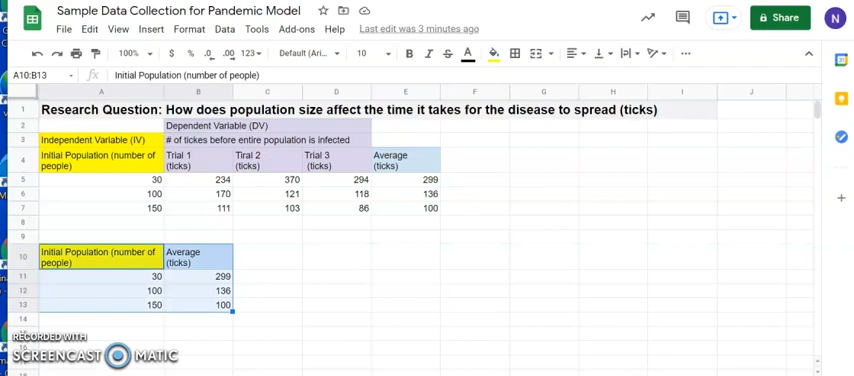 Sample Data Collection for Pandemic Model
File Edit View Insert Format Data Tools Add-ons Help Last edit was 3 minutes ago
Share
N
100% $ % .0 .00 123 Default (Ari... 10 B I S A
A10:B13 fx Initial Population (number of people)
A B C D E F G H I J
1 Research Question: How does population size affect the time it takes for the disease to spread (ticks)
2 Dependent Variable (DV)
3 Independent Variable (IV) # of tickes before entire population is infected
4 Initial Population (number of people) Trial 1 (ticks) Tiral 2 (ticks) Trial 3 (ticks) Average (ticks)
5 30 234 370 294 299
6 100 170 121 118 136
7 150 111 103 86 100
8
9
10 Initial Population (number of people) Average (ticks)
11 30 299
12 100 136
13 150 100
14
RECORDED WITH
SCREENCAST MATIC